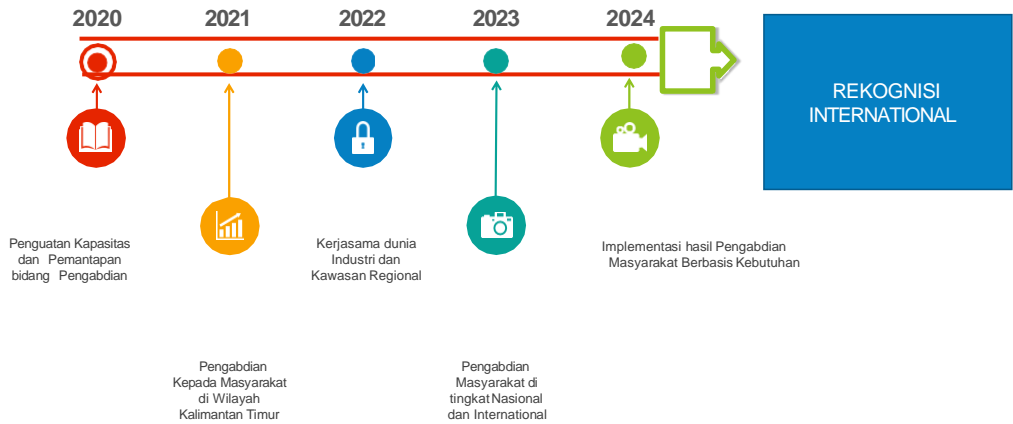 2020
2021
2022
2023
2024
REKOGNISI
INTERNATIONAL
Penguatan Kapasitas
dan Pemantapan
bidang Pengabdian
Kerjasama dunia
Industri dan
Kawasan Regional
Implementasi hasil Pengabdian
Masyarakat Berbasis Kebutuhan
Pengabdian
Kepada Masyarakat
di Wilayah
Kalimantan Timur
Pengabdian
Masyarakat di
tingkat Nasional
dan International